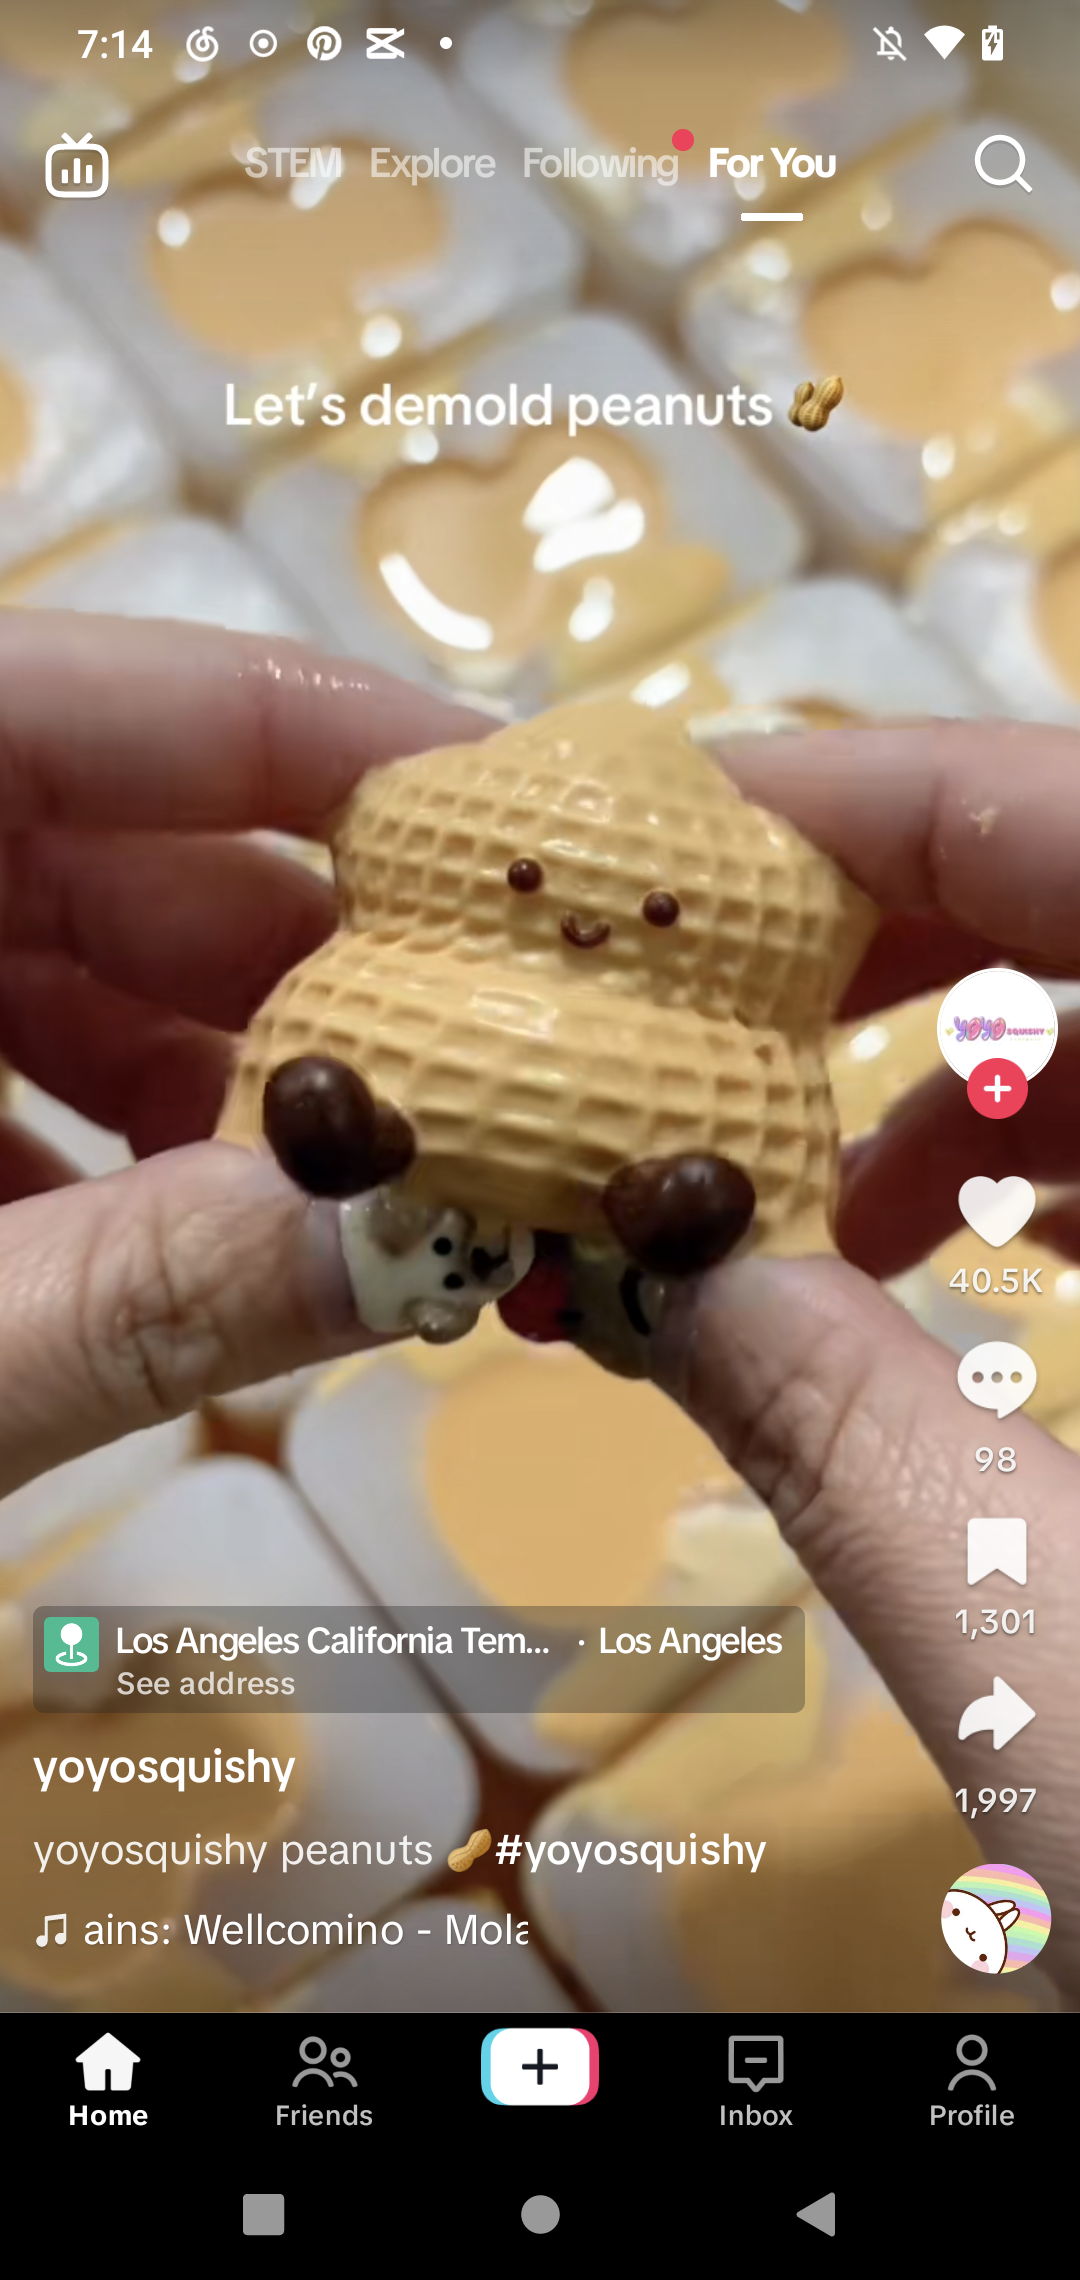 7:14
STEM Explore Following For You
Let's demold peanuts
yoyo SQUISHY
40.5K
98
1,301
1,997
Los Angeles California Tem... · Los Angeles
See address
yoyosquishy
yoyosquishy peanuts #yoyosquishy
ains: Wellcomino - Mola
Home Friends Inbox Profile